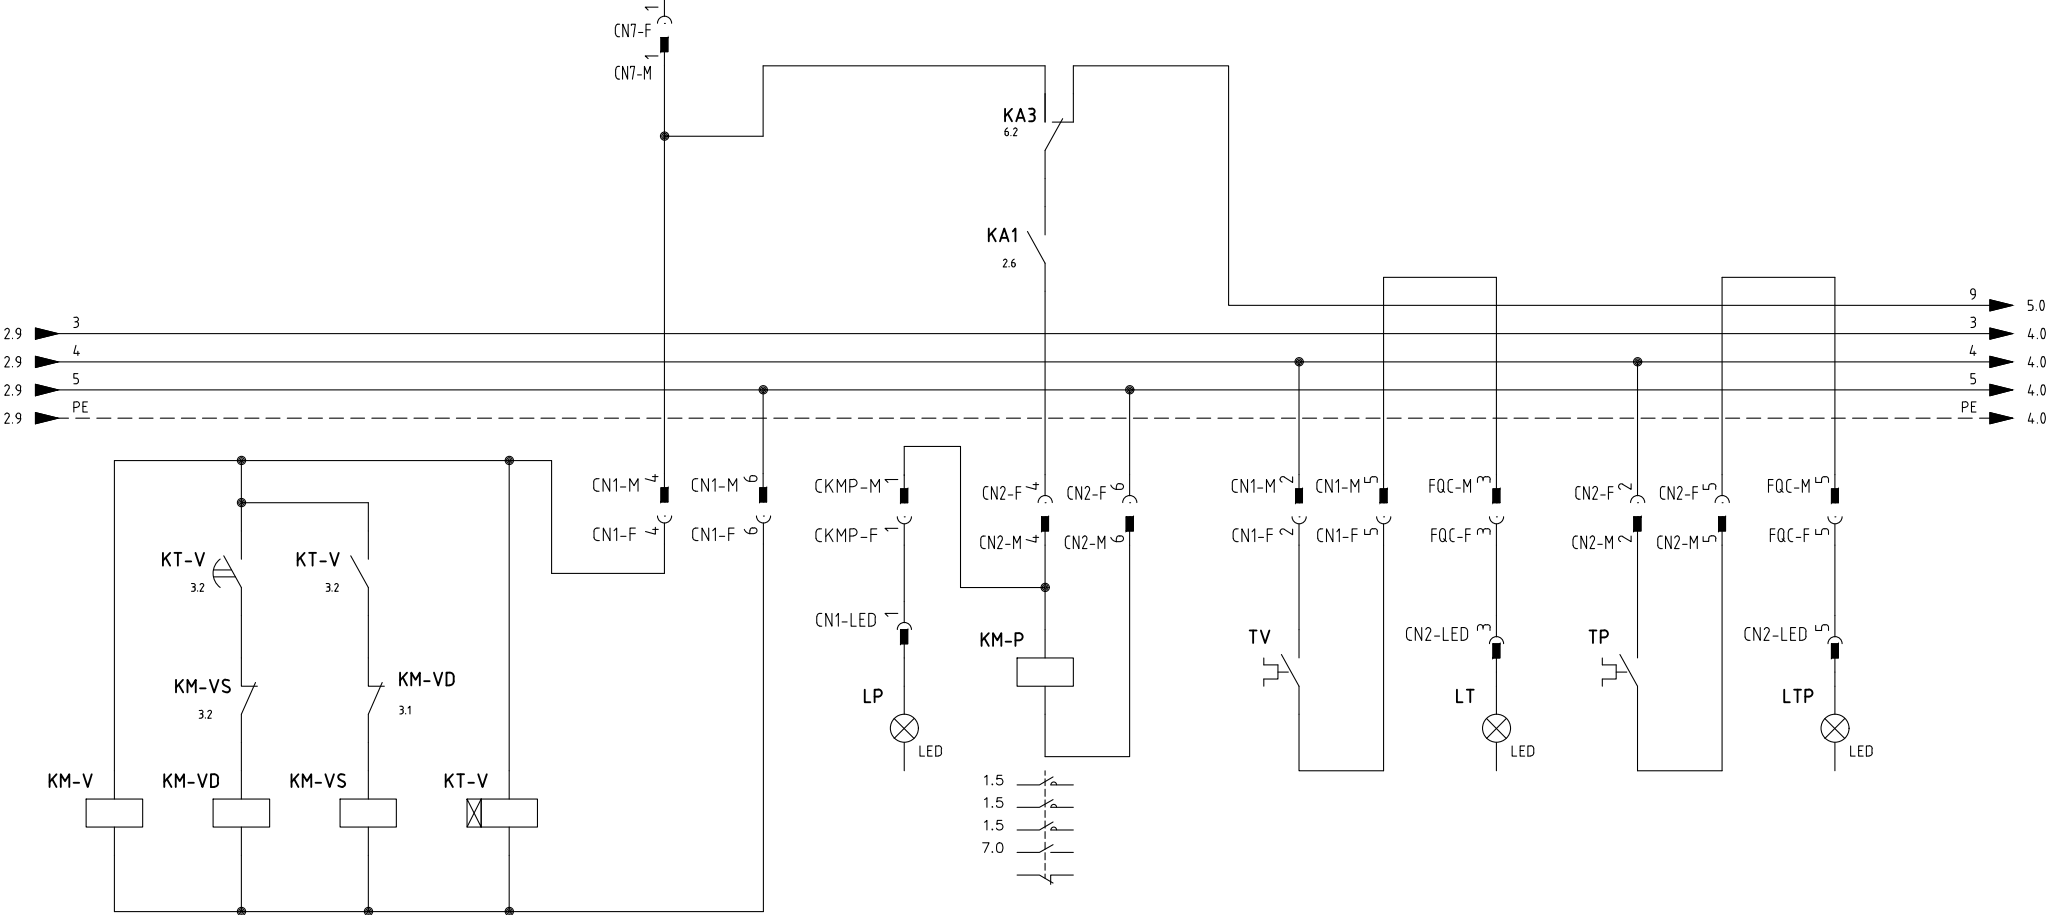 1
CN7-F
1
CN7-M
KA3
6.2
KA1
2.6
9
5.0
2.9
3
3
4.0
2.9
4
4
4.0
2.9
5
5
4.0
2.9
PE
PE
4.0
CN1-M 4
CN1-M 6
CKMP-M 1
CN2-F 4
CN2-F 6
CN1-M 2
CN1-M 5
FQC-M 3
CN2-F 2
CN2-F 5
FQC-M 5
CN1-F 4
CN1-F 6
CKMP-F 1
CN2-M 4
CN2-M 6
CN1-F 2
CN1-F 5
FQC-F 3
CN2-M 2
CN2-M 5
FQC-F 5
KT-V
3.2
KT-V
3.2
CN1-LED 1
KM-P
TV
CN2-LED 3
TP
CN2-LED 5
KM-VS
3.2
KM-VD
3.1
LP
LED
LT
LED
LTP
LED
KM-V
KM-VD
KM-VS
KT-V
1.5
1.5
1.5
7.0